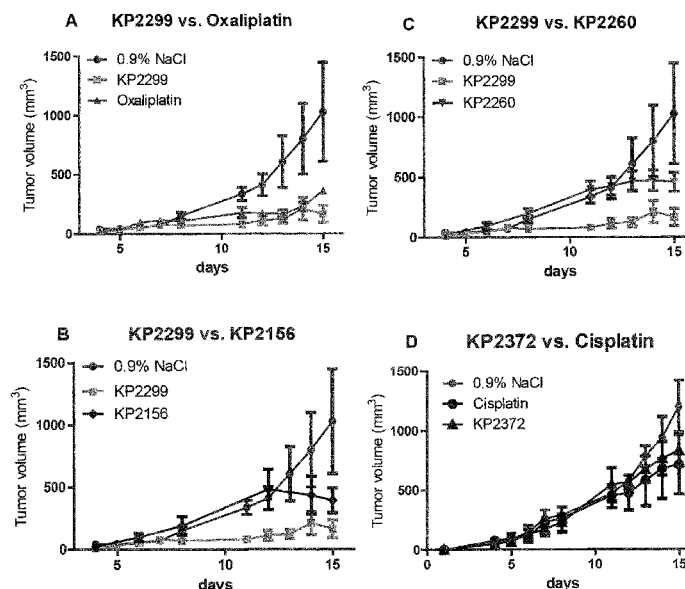 A
KP2299 vs. Oxaliplatin
0.9% NaCl
KP2299
Oxaliplatin
Tumor volume (mm³)
1500
1000
500
0
5
10
15
days
C
KP2299 vs. KP2260
0.9% NaCl
KP2299
KP2260
Tumor volume (mm³)
1500
1000
500
0
5
10
15
days
B
KP2299 vs. KP2156
0.9% NaCl
KP2299
KP2156
Tumor volume (mm³)
1500
1000
500
0
5
10
15
days
D
KP2372 vs. Cisplatin
0.9% NaCl
Cisplatin
KP2372
Tumor volume (mm³)
1500
1000
500
0
0
5
10
15
days